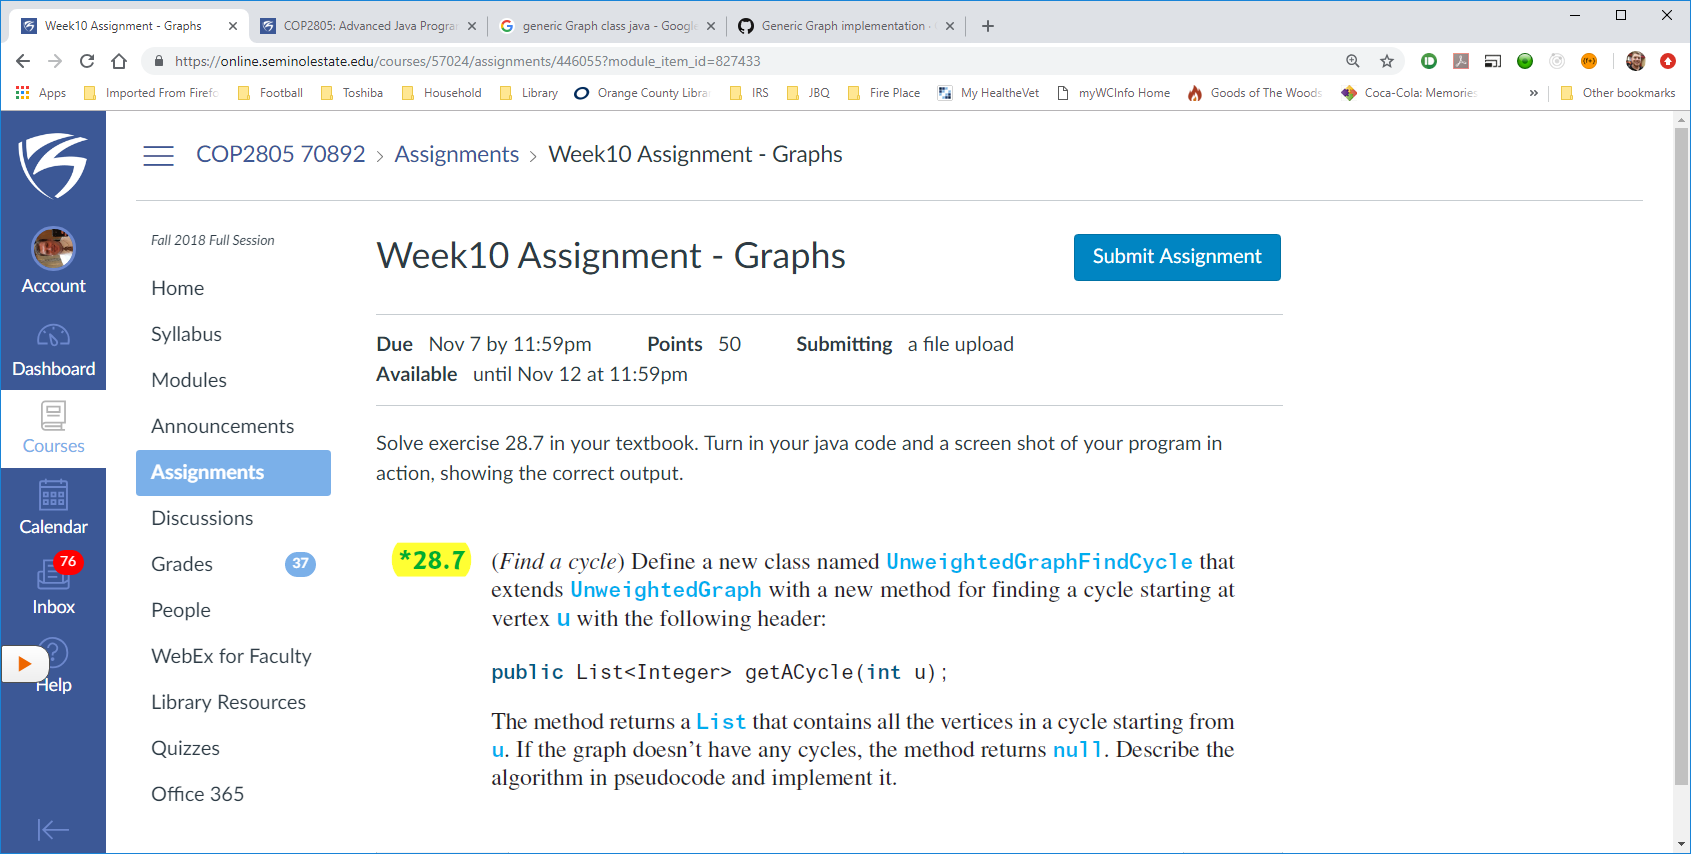 Week10 Assignment - Graphs
COP2805: Advanced Java Progra
generic Graph class java - Google
Generic Graph implementation
https://online.seminolestate.edu/courses/57024/assignments/446055?module_item_id=827433
Apps Imported From Firefo Football Toshiba Household Library Orange County Libra IRS JBQ Fire Place My HealtheVet myWCInfo Home Goods of The Woods Coca-Cola: Memories » Other bookmarks
COP2805 70892 › Assignments › Week10 Assignment - Graphs
Account
Dashboard
Courses
Calendar
76
Inbox
Help
Fall 2018 Full Session
Home
Syllabus
Modules
Announcements
Assignments
Discussions
Grades 37
People
WebEx for Faculty
Library Resources
Quizzes
Office 365
Week10 Assignment - Graphs
Submit Assignment
Due Nov 7 by 11:59pm Points 50 Submitting a file upload
Available until Nov 12 at 11:59pm
Solve exercise 28.7 in your textbook. Turn in your java code and a screen shot of your program in
action, showing the correct output.
*28.7 (Find a cycle) Define a new class named UnweightedGraphFindCycle that
extends UnweightedGraph with a new method for finding a cycle starting at
vertex u with the following header:
public List<Integer> getACycle(int u);
The method returns a List that contains all the vertices in a cycle starting from
u. If the graph doesn't have any cycles, the method returns null. Describe the
algorithm in pseudocode and implement it.